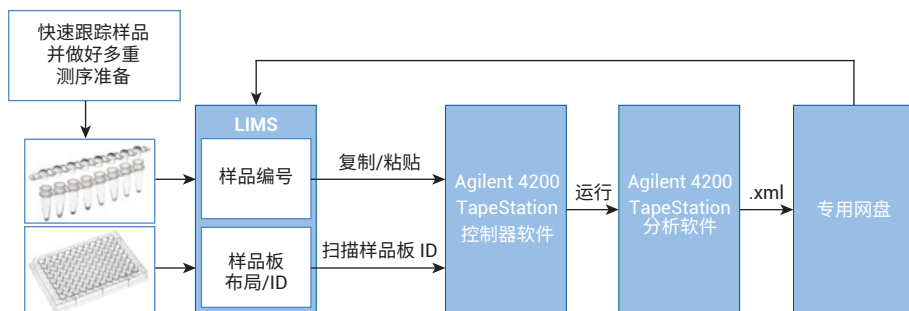 快速跟踪样品
并做好多重
测序准备
LIMS
样品编号
复制/粘贴
样品板
布局/ID
扫描样品板 ID
Agilent 4200
TapeStation
控制器软件
运行
Agilent 4200
TapeStation
分析软件
.xml
专用网盘